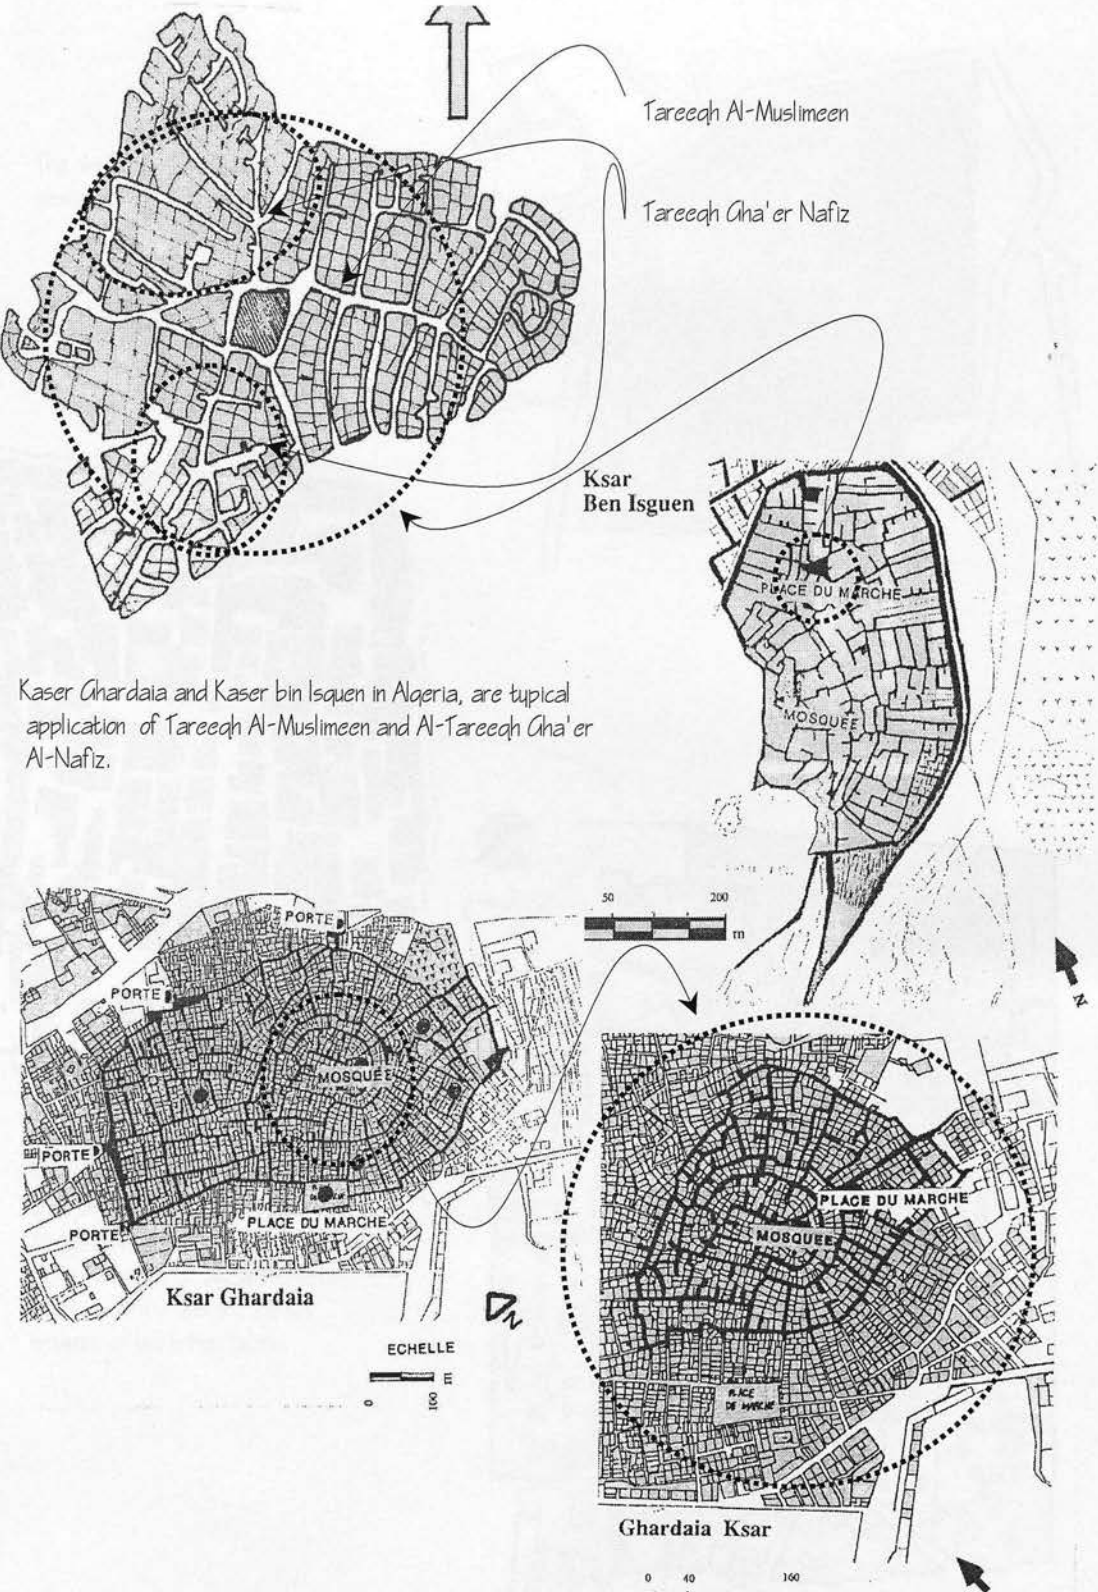 Tareeqh Al-Muslimeen
Tareeqh Gha'er Nafiz
Ksar
Ben Isguen
PLACE DU MARCHE
MOSQUEE
Kaser Ghardaia and Kaser bin Isquen in Algeria, are typical
application of Tareeqh Al-Muslimeen and Al-Tareeqh Gha'er
Al-Nafiz.
50 200
m
N
PORTE
PORTE
MOSQUEE
PORTE
PORTE
PLACE DU MARCHE
Ksar Ghardaia
N
ECHELLE
0 100 m
PLACE DU MARCHE
MOSQUEE
PLACE
DE MARCHE
Ghardaia Ksar
0 40 160